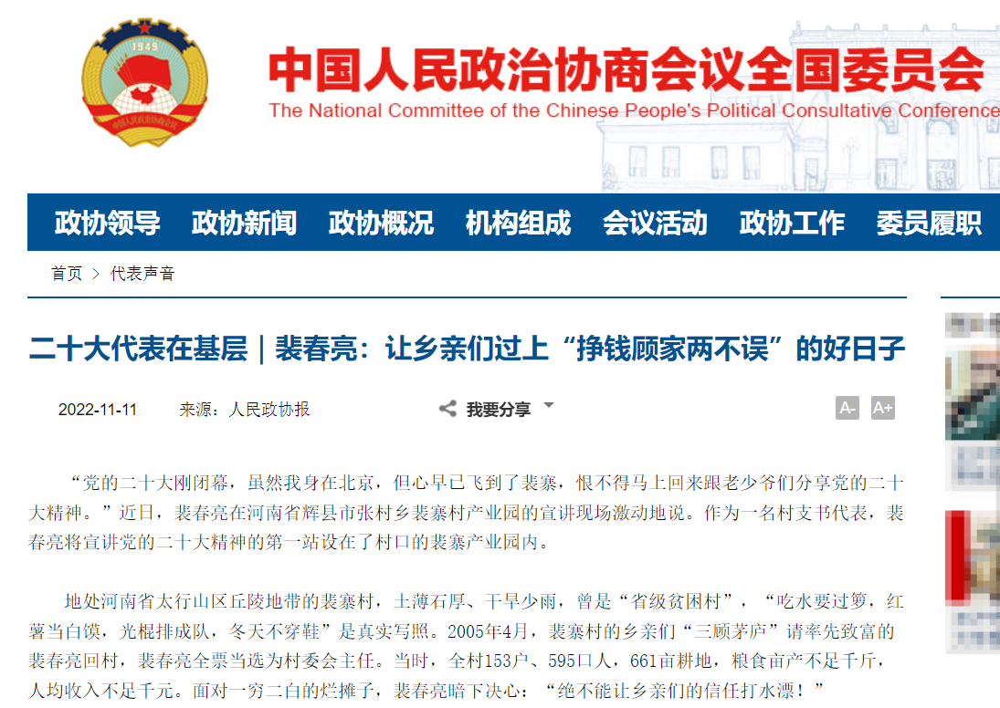 1949
中国人民政治协商会议
中国人民政治协商会议全国委员会
The National Committee of the Chinese People's Political Consultative Conference
政协领导 政协新闻 政协概况 机构组成 会议活动 政协工作 委员履职
首页 > 代表声音
二十大代表在基层｜裴春亮：让乡亲们过上“挣钱顾家两不误”的好日子
2022-11-11 来源：人民政协报 我要分享 A- A+
“党的二十大刚闭幕，虽然我身在北京，但心早已飞到了裴寨，恨不得马上回来跟老少爷们分享党的二十
大精神。”近日，裴春亮在河南省辉县市张村乡裴寨村产业园的宣讲现场激动地说。作为一名村支书代表，裴
春亮将宣讲党的二十大精神的第一站设在了村口的裴寨产业园内。
地处河南省太行山区丘陵地带的裴寨村，土薄石厚、干旱少雨，曾是“省级贫困村”，“吃水要过箩，红
薯当白馍，光棍排成队，冬天不穿鞋”是真实写照。2005年4月，裴寨村的乡亲们“三顾茅庐”请率先致富的
裴春亮回村，裴春亮全票当选为村委会主任。当时，全村153户、595口人，661亩耕地，粮食亩产不足千斤，
人均收入不足千元。面对一穷二白的烂摊子，裴春亮暗下决心：“绝不能让乡亲们的信任打水漂！”